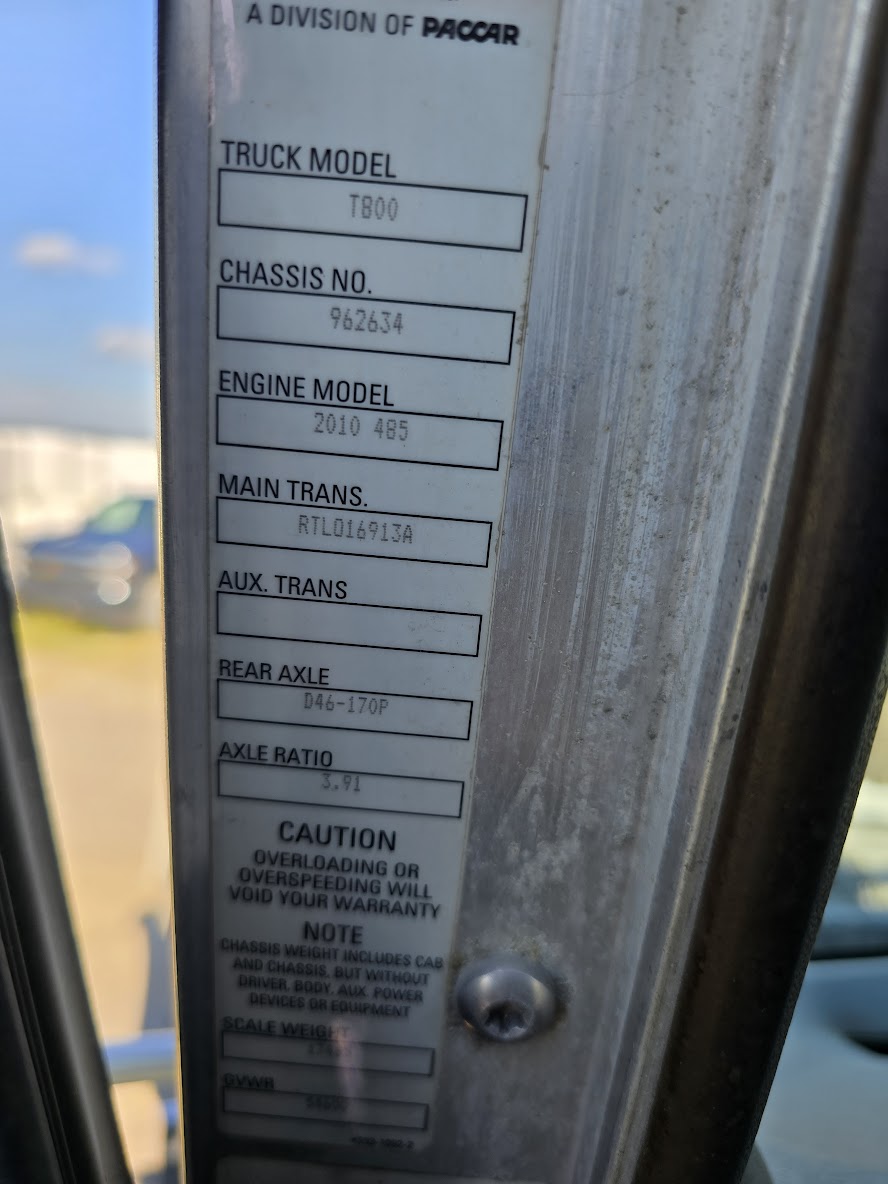 A DIVISION OF PACCAR
TRUCK MODEL
T800
CHASSIS NO.
962634
ENGINE MODEL
2010 485
MAIN TRANS.
RTLO16913A
AUX. TRANS
REAR AXLE
D46-170P
AXLE RATIO
3.91
CAUTION
OVERLOADING OR
OVERSPEEDING WILL
VOID YOUR WARRANTY
NOTE
CHASSIS WEIGHT INCLUDES CAB
AND CHASSIS, BUT WITHOUT
DRIVER, BODY, AUX. POWER
DEVICES OR EQUIPMENT
SCALE WEIGHT
GVWR